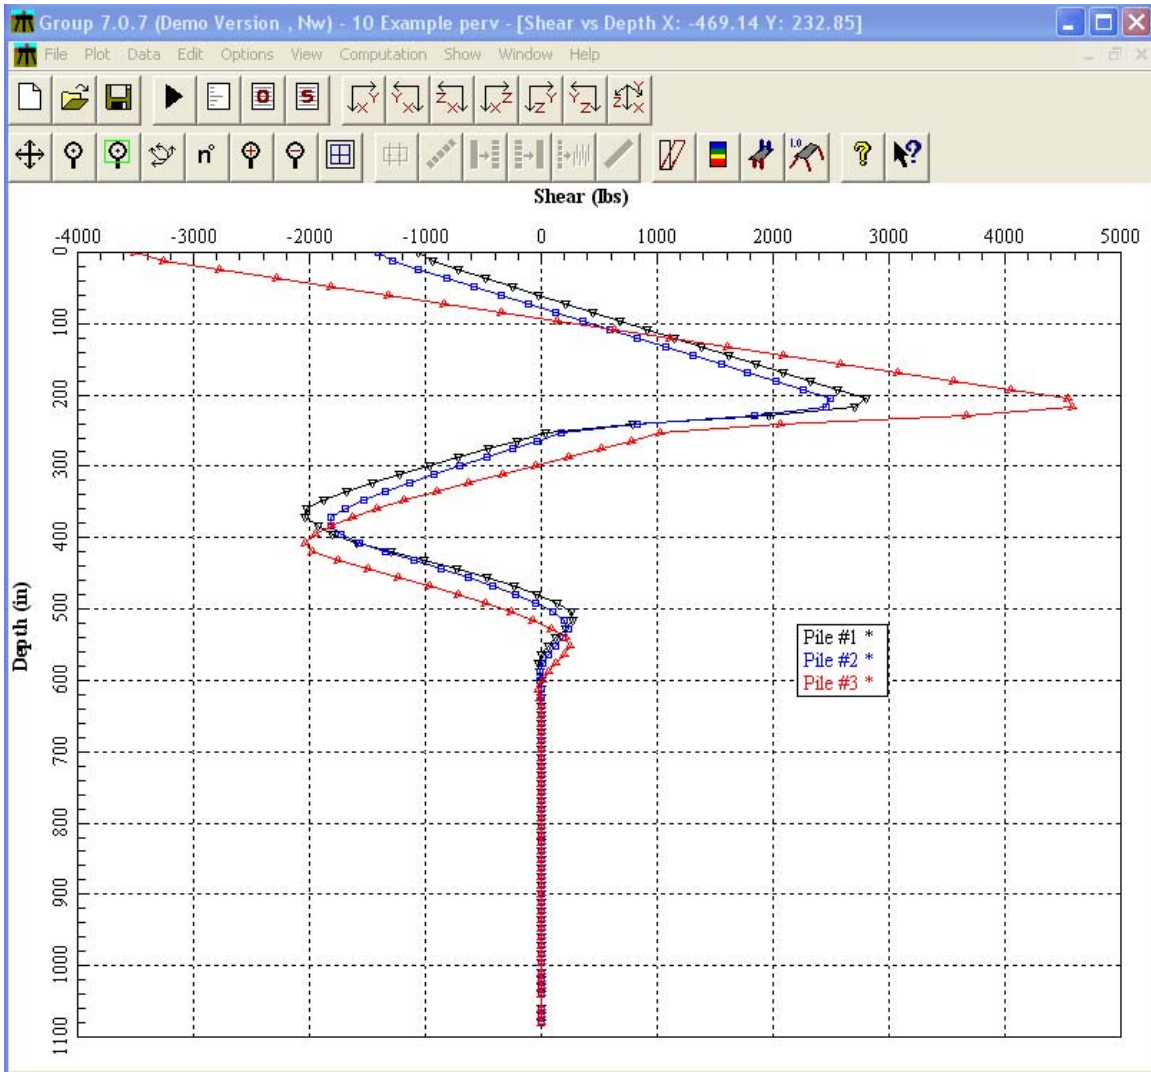 Group 7.0.7 (Demo Version , Nw) - 10 Example perv - [Shear vs Depth X: -469.14 Y: 232.85]
File Plot Data Edit Options View Computation Show Window Help
O S X Y Y X Z X X Z Z Y Y Z Z Y X
n° 1.0 ? ?
Shear (lbs)
-4000 -3000 -2000 -1000 0 1000 2000 3000 4000 5000
0
100
200
300
400
500
600
700
800
900
1000
1100
Depth (in)
Pile #1 *
Pile #2 *
Pile #3 *